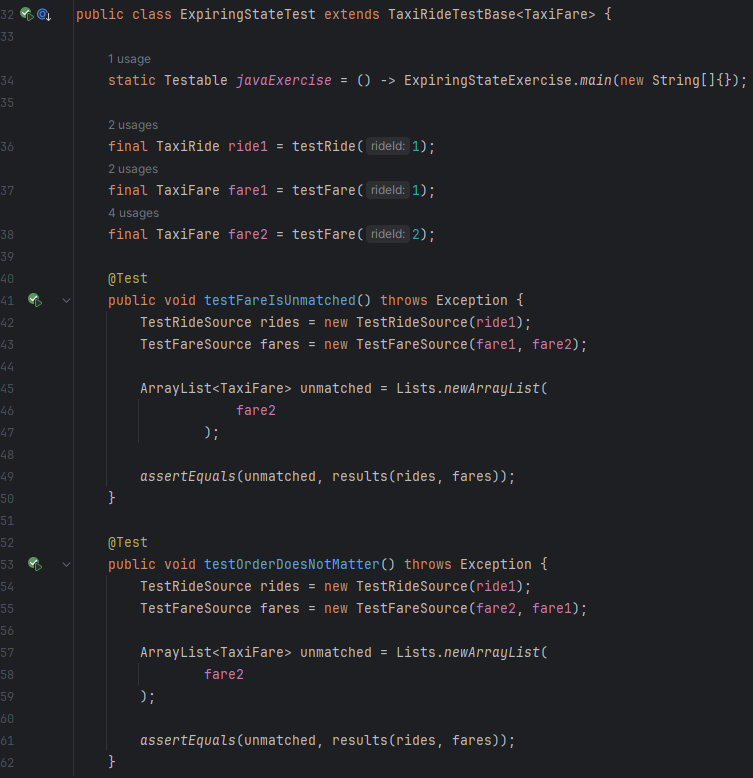 32 public class ExpiringStateTest extends TaxiRideTestBase<TaxiFare> {
33
1 usage
34 static Testable javaExercise = () -> ExpiringStateExercise.main(new String[]{});
35
2 usages
36 final TaxiRide ride1 = testRide( rideId: 1);
2 usages
37 final TaxiFare fare1 = testFare( rideId: 1);
4 usages
38 final TaxiFare fare2 = testFare( rideId: 2);
39
40 @Test
41 public void testFareIsUnmatched() throws Exception {
42 TestRideSource rides = new TestRideSource(ride1);
43 TestFareSource fares = new TestFareSource(fare1, fare2);
44
45 ArrayList<TaxiFare> unmatched = Lists.newArrayList(
46 fare2
47 );
48
49 assertEquals(unmatched, results(rides, fares));
50 }
51
52 @Test
53 public void testOrderDoesNotMatter() throws Exception {
54 TestRideSource rides = new TestRideSource(ride1);
55 TestFareSource fares = new TestFareSource(fare2, fare1);
56
57 ArrayList<TaxiFare> unmatched = Lists.newArrayList(
58 fare2
59 );
60
61 assertEquals(unmatched, results(rides, fares));
62 }